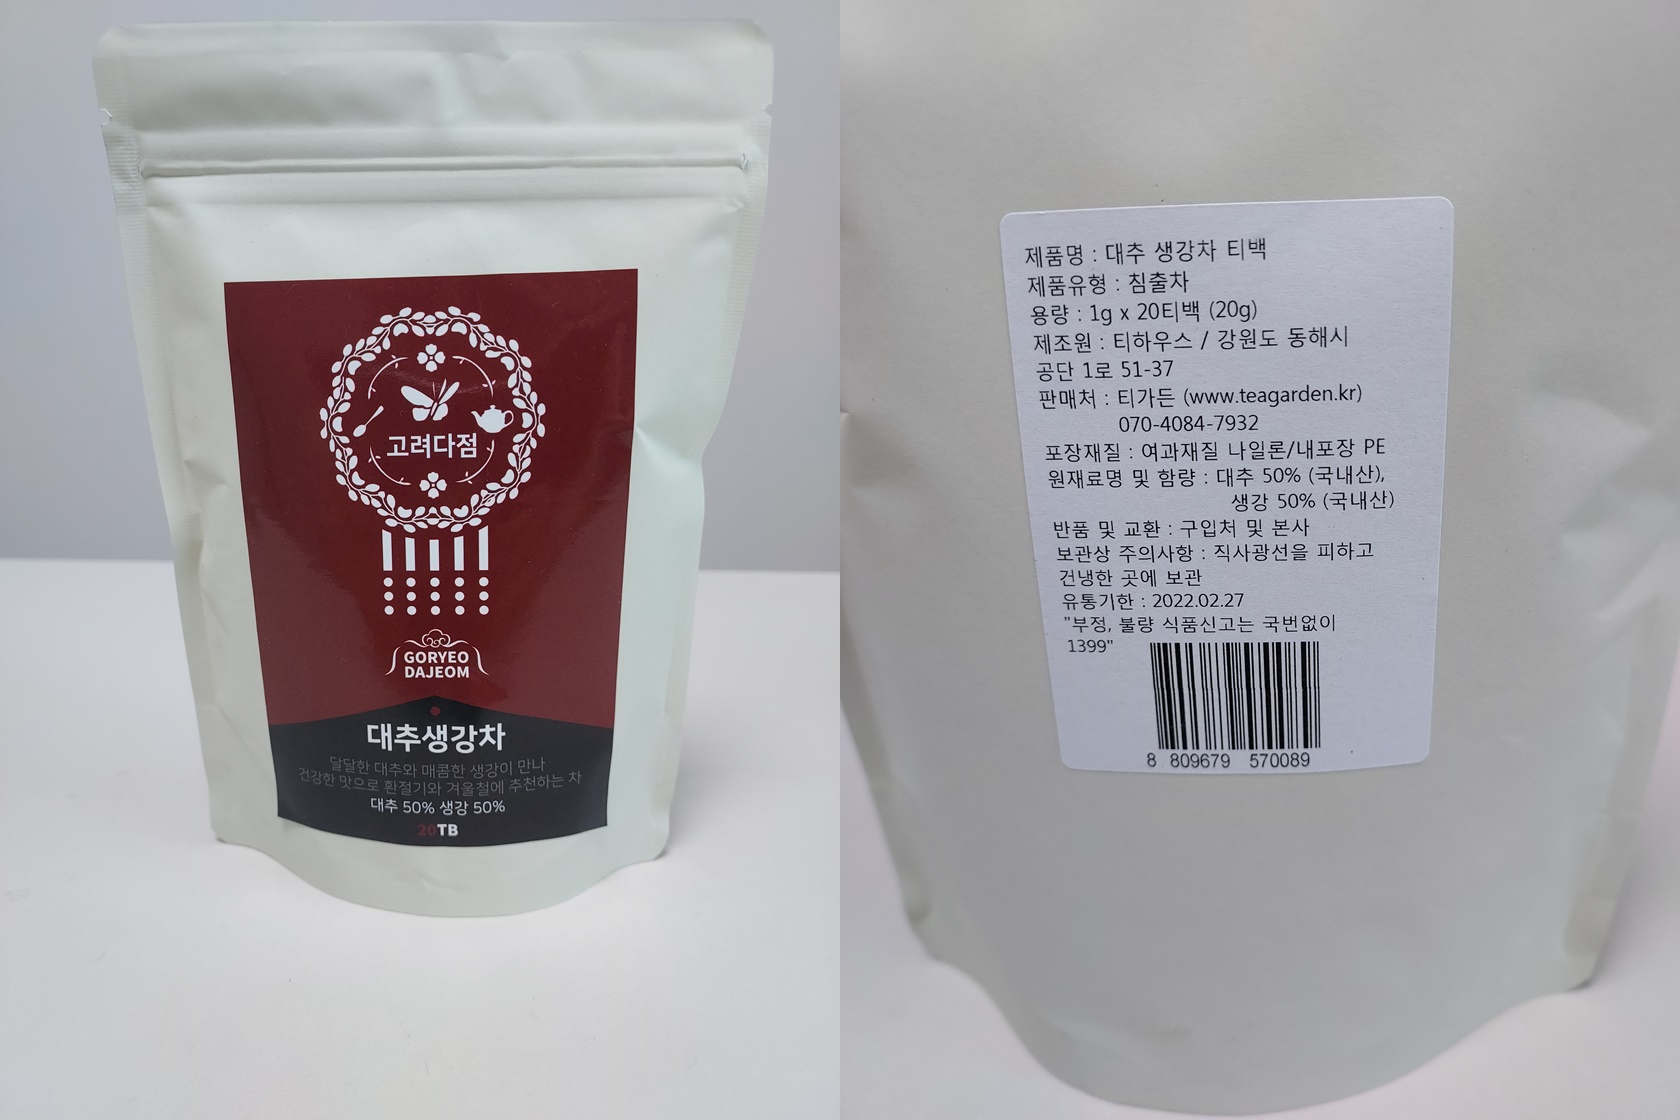 고려다점
GORYEO
DAJEOM
대추생강차
달달한 대추와 매콤한 생강이 만나
건강한 맛으로 환절기와 겨울철에 추천하는 차
대추 50% 생강 50%
20TB
제품명 : 대추 생강차 티백
제품유형 : 침출차
용량 : 1g x 20티백 (20g)
제조원 : 티하우스 / 강원도 동해시
공단 1로 51-37
판매처 : 티가든 (www.teagarden.kr)
070-4084-7932
포장재질 : 여과재질 나일론/내포장 PE
원재료명 및 함량 : 대추 50% (국내산),
생강 50% (국내산)
반품 및 교환 : 구입처 및 본사
보관상 주의사항 : 직사광선을 피하고
건냉한 곳에 보관
유통기한 : 2022.02.27
"부정, 불량 식품신고는 국번없이
1399"
8 809679 570089